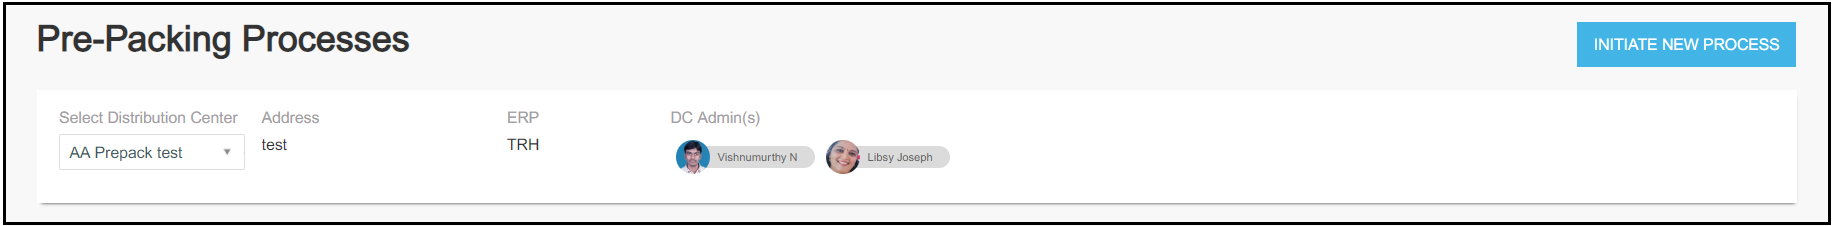 Pre-Packing Processes
INITIATE NEW PROCESS
Select Distribution Center
Address
ERP
DC Admin(s)
AA Prepack test
test
TRH
Vishnumurthy N
Libsy Joseph